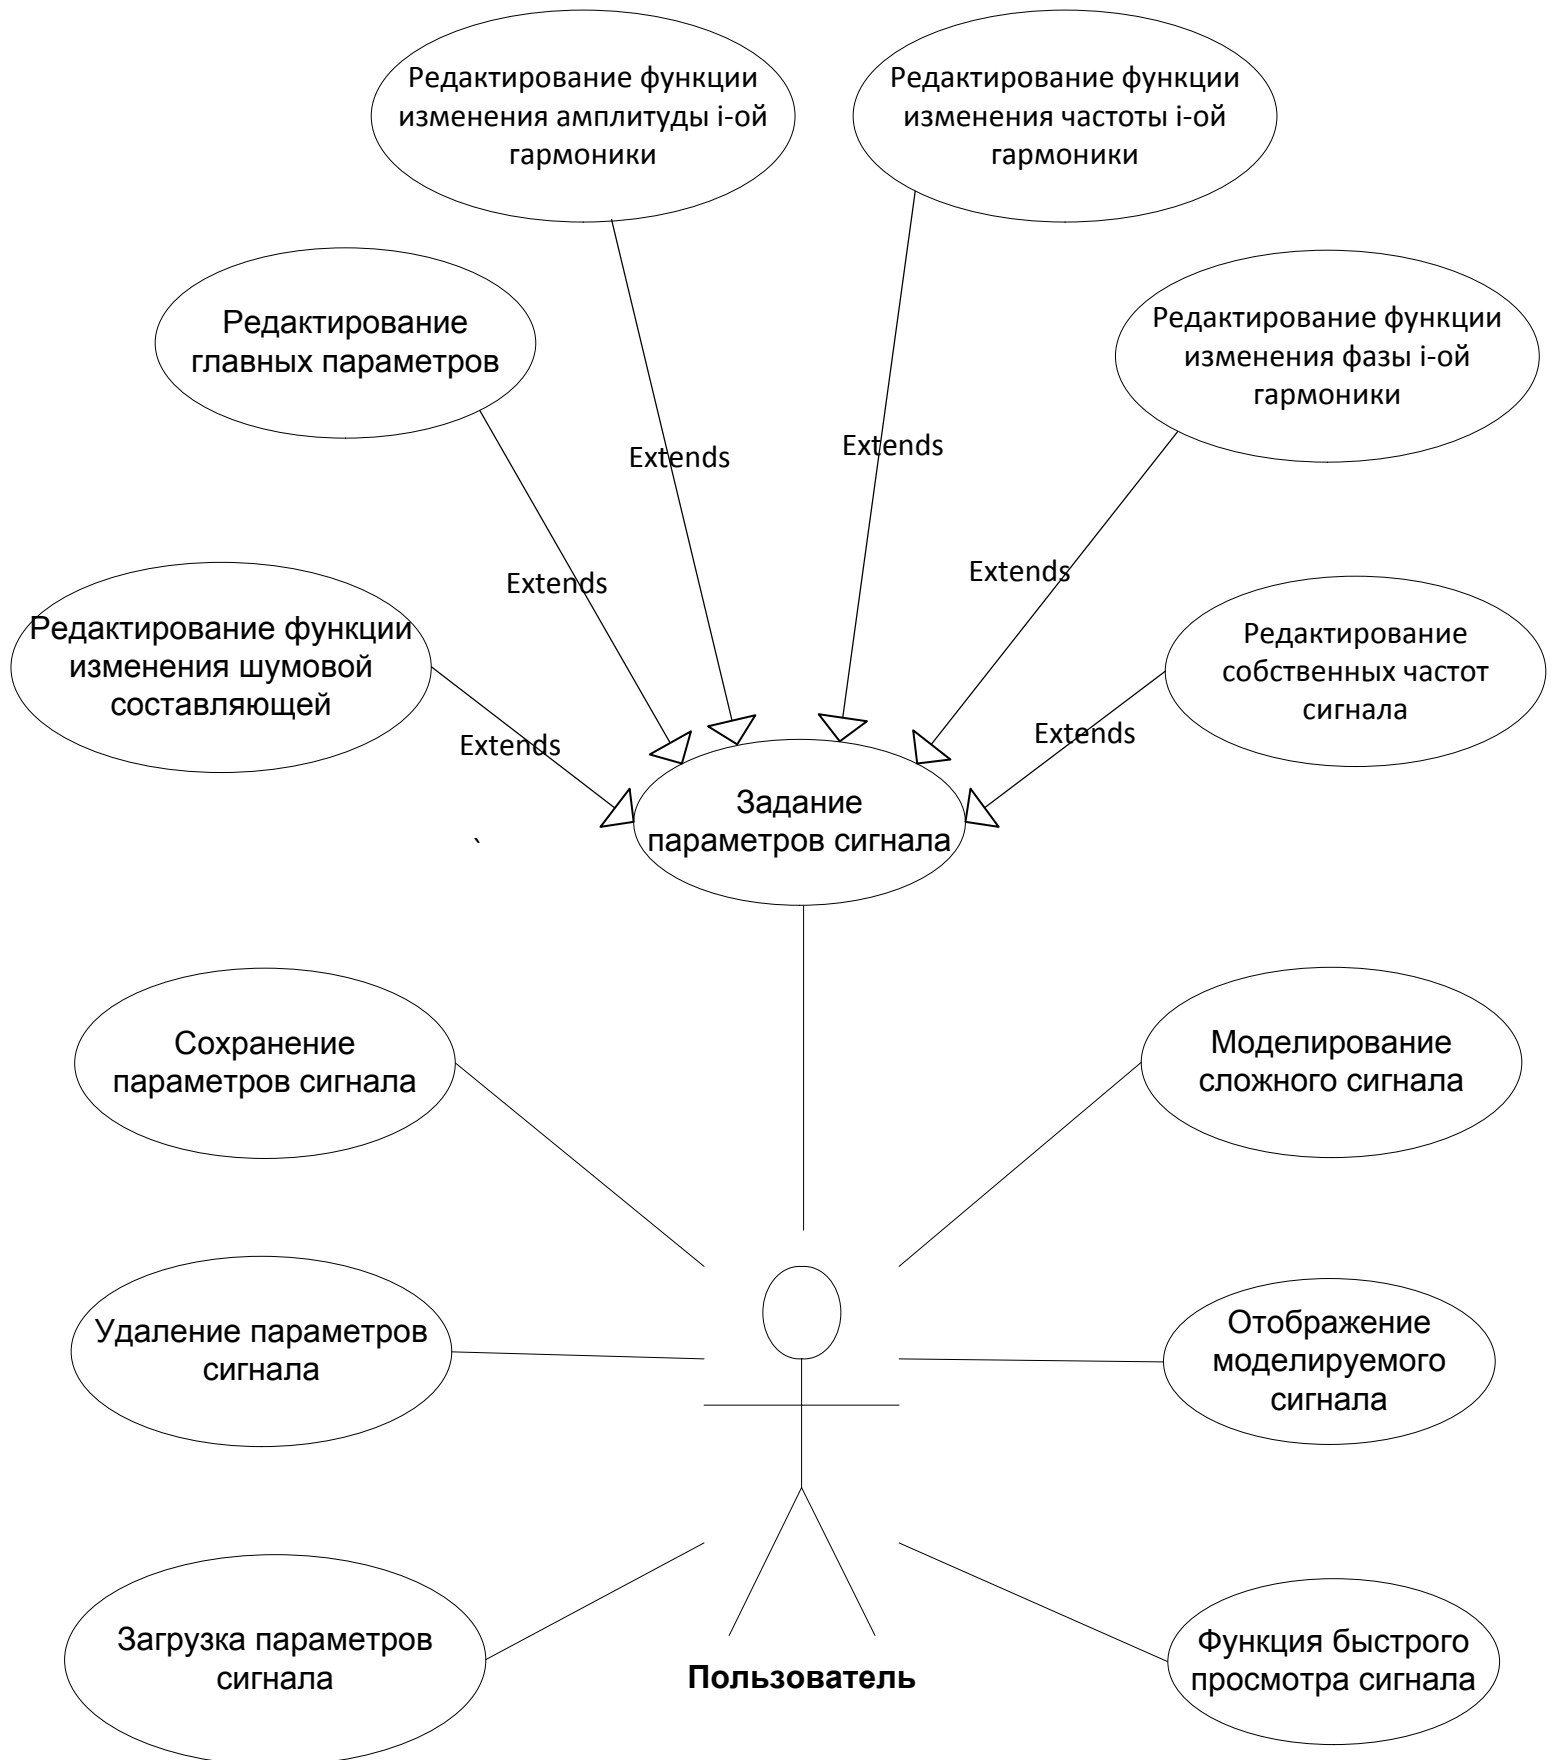 Редактирование функции
изменения амплитуды i-ой
гармоники
Редактирование функции
изменения частоты i-ой
гармоники
Редактирование
главных параметров
Редактирование функции
изменения фазы i-ой
гармоники
Extends
Extends
Extends
Extends
Редактирование функции
изменения шумовой
составляющей
Редактирование
собственных частот
сигнала
Extends
Extends
Задание
параметров сигнала
`
Сохранение
параметров сигнала
Моделирование
сложного сигнала
Удаление параметров
сигнала
Отображение
моделируемого
сигнала
Загрузка параметров
сигнала
Пользователь
Функция быстрого
просмотра сигнала